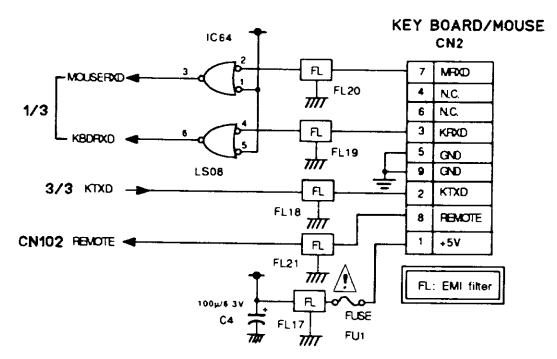 KEY BOARD/MOUSE
CN2
IC64
MOUSERXD 3 2 1 FL FL20 7 MRXD
4 N.C.
6 N.C.
1/3
KBDRXD 6 4 5 FL FL19 3 KRXD
LS08
5 GND
9 GND
3/3 KTXD FL FL18 2 KTXD
8 REMOTE
CN102 REMOTE FL FL21
1 +5V
100µ/6.3V
+
C4
FL FL17
!
FUSE
FU1
FL: EMI filter